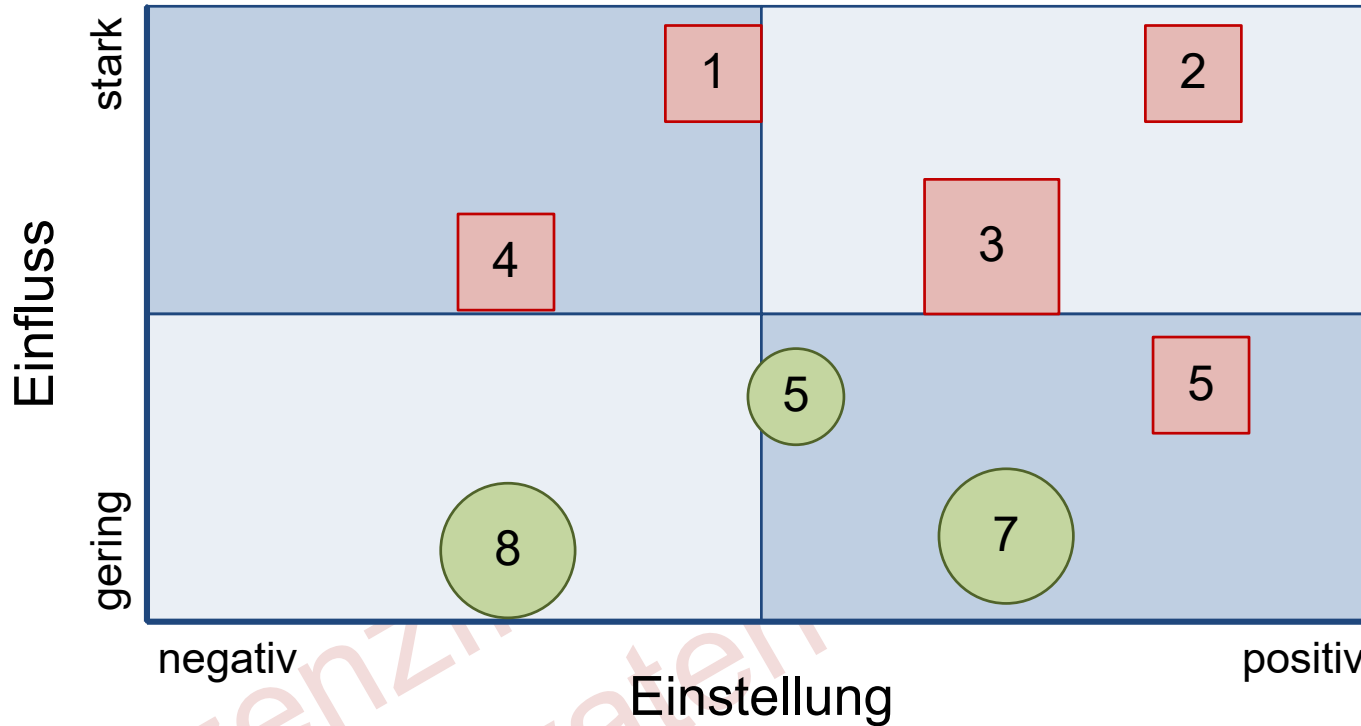 stark
1
2
3
4
Einfluss
5
5
7
8
gering
negativ
positiv
Einstellung